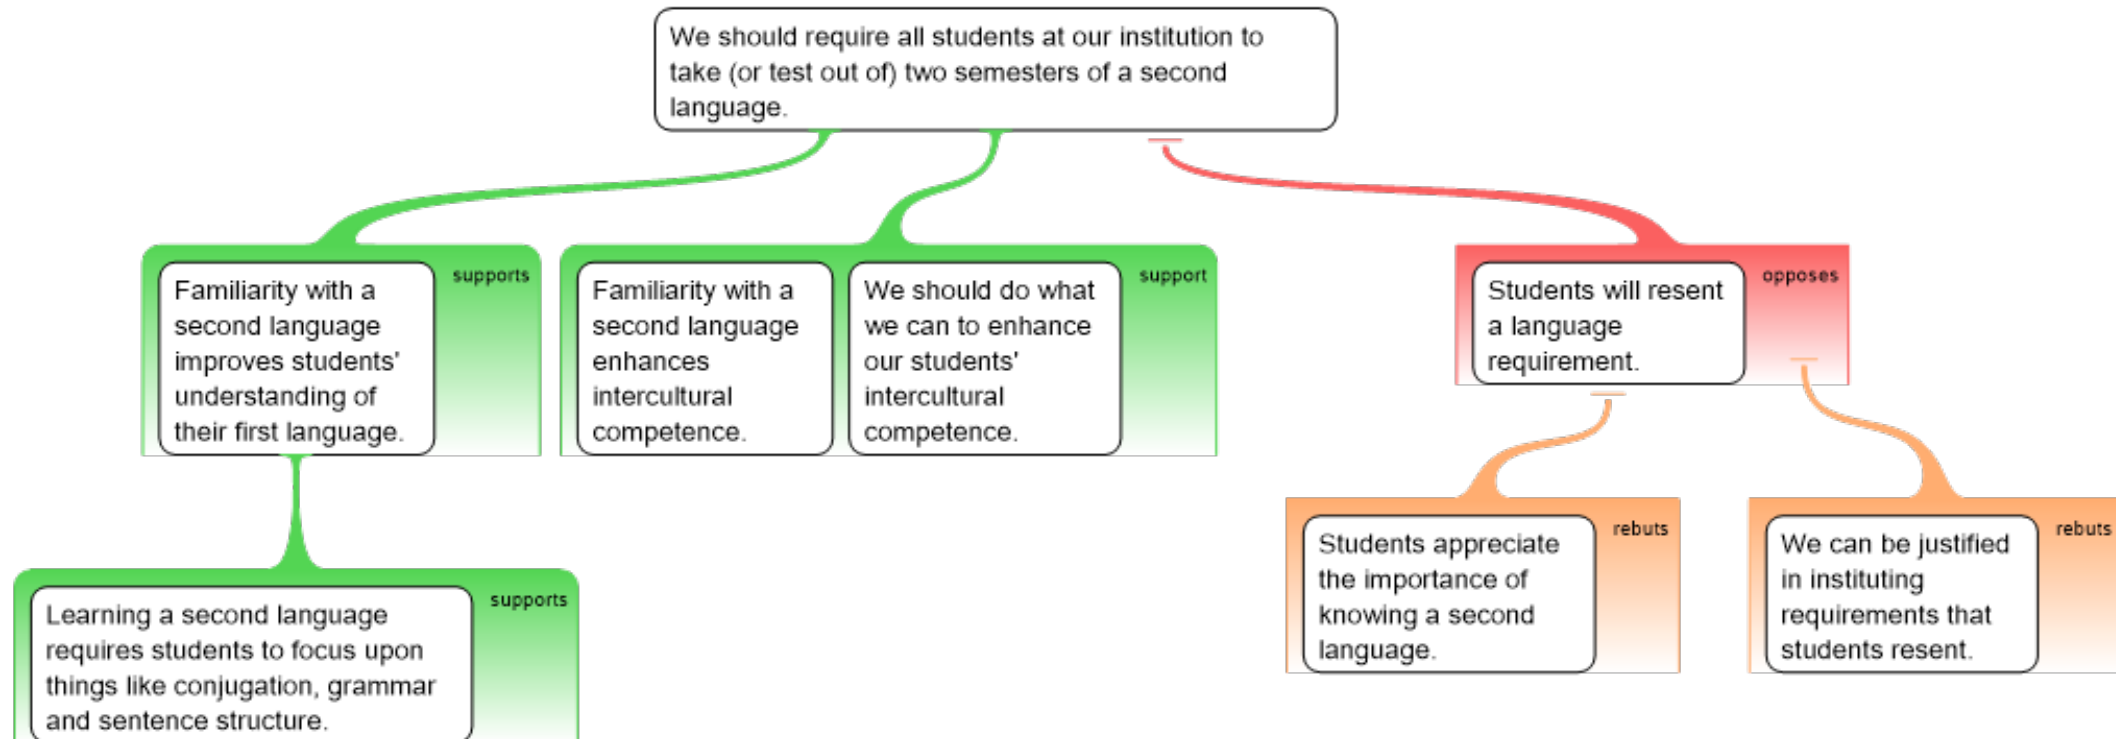 We should require all students at our institution to
take (or test out of) two semesters of a second
language.
supports
Familiarity with a
second language
improves students'
understanding of
their first language.
support
Familiarity with a
second language
enhances
intercultural
competence.
We should do what
we can to enhance
our students'
intercultural
competence.
opposes
Students will resent
a language
requirement.
supports
Learning a second language
requires students to focus upon
things like conjugation, grammar
and sentence structure.
rebuts
Students appreciate
the importance of
knowing a second
language.
rebuts
We can be justified
in instituting
requirements that
students resent.